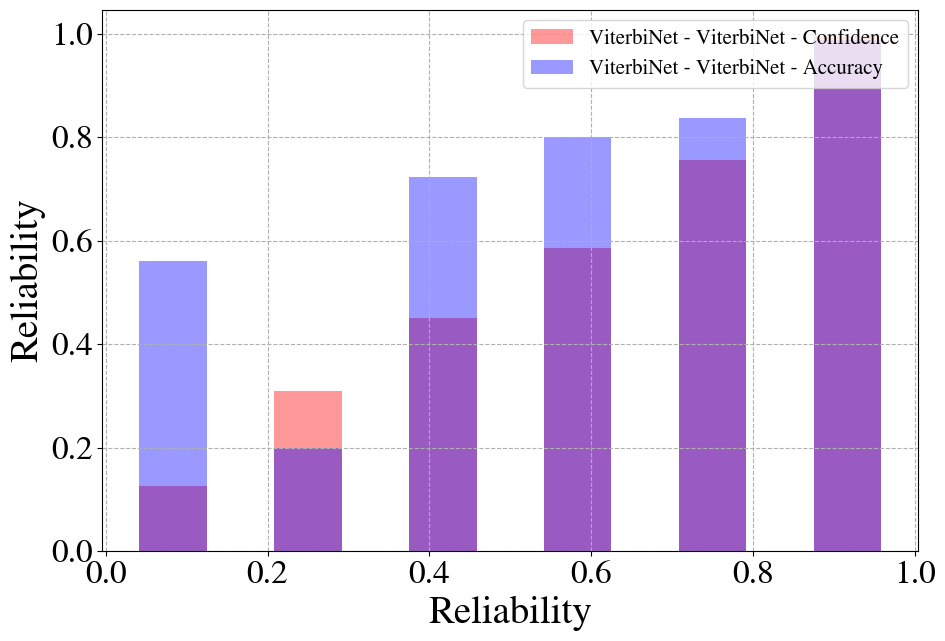 ViterbiNet - ViterbiNet - Confidence
ViterbiNet - ViterbiNet - Accuracy
1.0
0.8
0.6
0.4
0.2
0.0
Reliability
0.0 0.2 0.4 0.6 0.8 1.0
Reliability